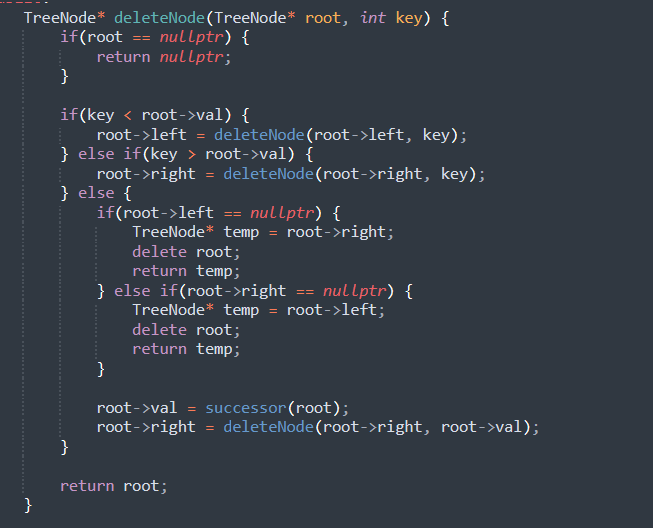 TreeNode* deleteNode(TreeNode* root, int key) {
    if(root == nullptr) {
        return nullptr;
    }

    if(key < root->val) {
        root->left = deleteNode(root->left, key);
    } else if(key > root->val) {
        root->right = deleteNode(root->right, key);
    } else {
        if(root->left == nullptr) {
            TreeNode* temp = root->right;
            delete root;
            return temp;
        } else if(root->right == nullptr) {
            TreeNode* temp = root->left;
            delete root;
            return temp;
        }

        root->val = successor(root);
        root->right = deleteNode(root->right, root->val);
    }

    return root;
}